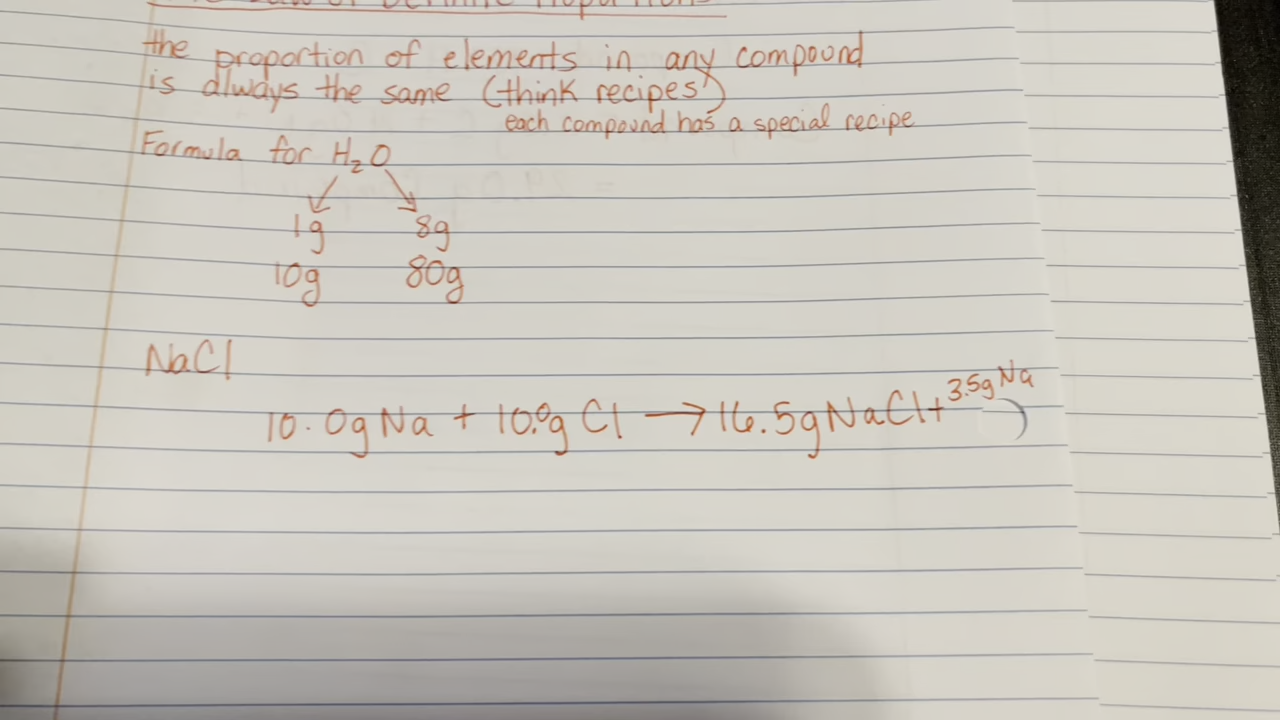 the proportion of elements in any compound
is always the same (think recipes)
each compound has a special recipe
Formula for H₂O
1g 8g
10g 80g
NaCl
10.0g Na + 10.0g Cl → 16.5g NaCl + 3.5g Na